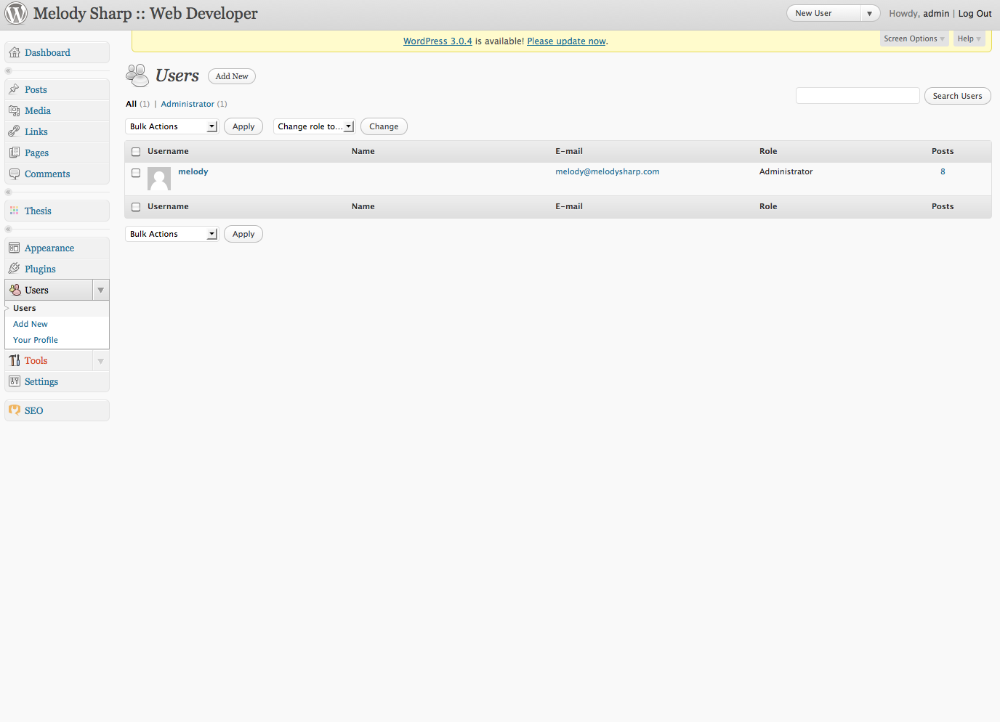 Melody Sharp :: Web Developer
New User
Howdy, admin | Log Out
WordPress 3.0.4 is available! Please update now.
Screen Options
Help
Dashboard
Posts
Media
Links
Pages
Comments
Thesis
Appearance
Plugins
Users
Users
Add New
Your Profile
Tools
Settings
SEO
Users
Add New
All (1) | Administrator (1)
Search Users
Bulk Actions
Apply
Change role to...
Change
Username Name E-mail Role Posts
melody melody@melodysharp.com Administrator 8
Username Name E-mail Role Posts
Bulk Actions
Apply